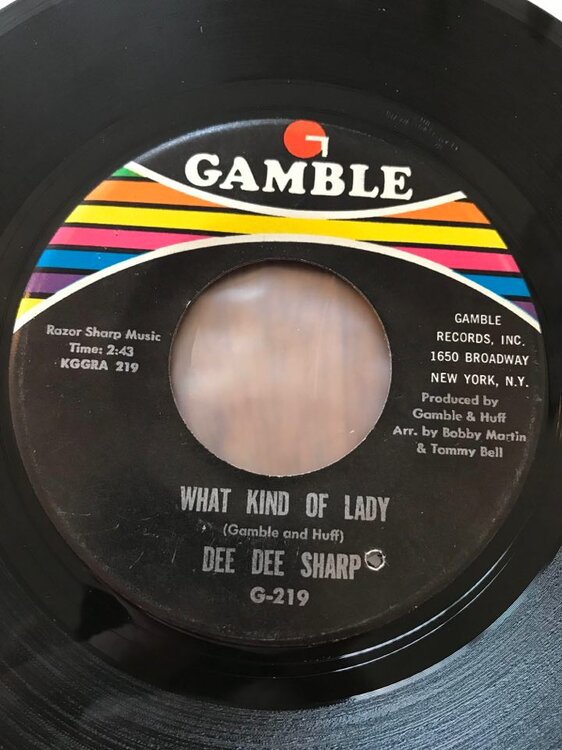 GAMBLE
Razor Sharp Music
Time: 2:43
KGGRA 219
GAMBLE
RECORDS, INC.
1650 BROADWAY
NEW YORK, N.Y.
Produced by
Gamble & Huff
Arr. by Bobby Martin
& Tommy Bell
WHAT KIND OF LADY
(Gamble and Huff)
DEE DEE SHARP
G-219